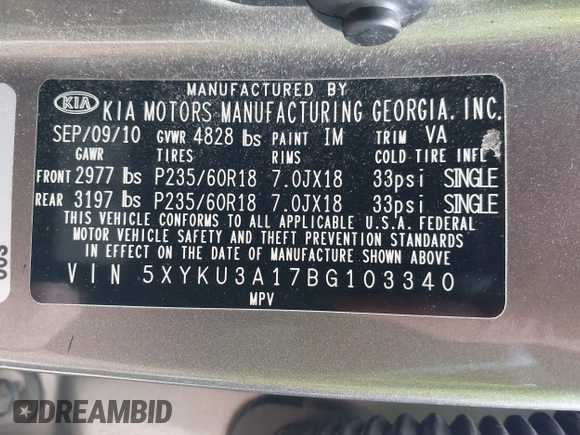 MANUFACTURED BY
KIA KIA MOTORS MANUFACTURING GEORGIA, INC.
SEP/09/10 GVWR 4828 lbs PAINT IM TRIM VA
GAWR TIRES RIMS COLD TIRE INFL
FRONT 2977 lbs P235/60R18 7.0JX18 33psi SINGLE
REAR 3197 lbs P235/60R18 7.0JX18 33psi SINGLE
THIS VEHICLE CONFORMS TO ALL APPLICABLE U.S.A. FEDERAL
MOTOR VEHICLE SAFETY AND THEFT PREVENTION STANDARDS
IN EFFECT ON THE DATE OF MANUFACTURE SHOWN ABOVE
VIN 5XYKU3A17BG103340
MPV
DREAMBID